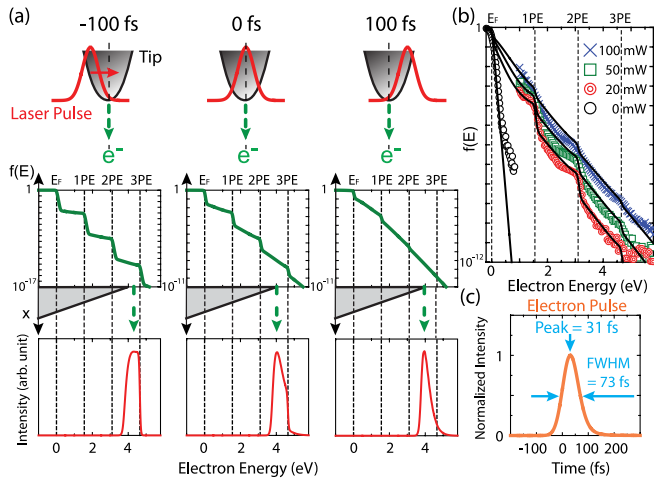 (a)
-100 fs
0 fs
100 fs
Tip
Laser Pulse
e⁻
e⁻
e⁻
f(E)
EF 1PE 2PE 3PE
EF 1PE 2PE 3PE
EF 1PE 2PE 3PE
1
1
1
10⁻¹⁷
10⁻¹¹
10⁻¹¹
x
Intensity (arb. unit)
0 2 4
0 2 4
0 2 4
Electron Energy (eV)
(b)
EF 1PE 2PE 3PE
1
100 mW
50 mW
20 mW
0 mW
f(E)
10⁻¹²
0 2 4
Electron Energy (eV)
(c)
Electron Pulse
Peak = 31 fs
FWHM
= 73 fs
Normalized Intensity
1
0
-100 0 100 200
Time (fs)